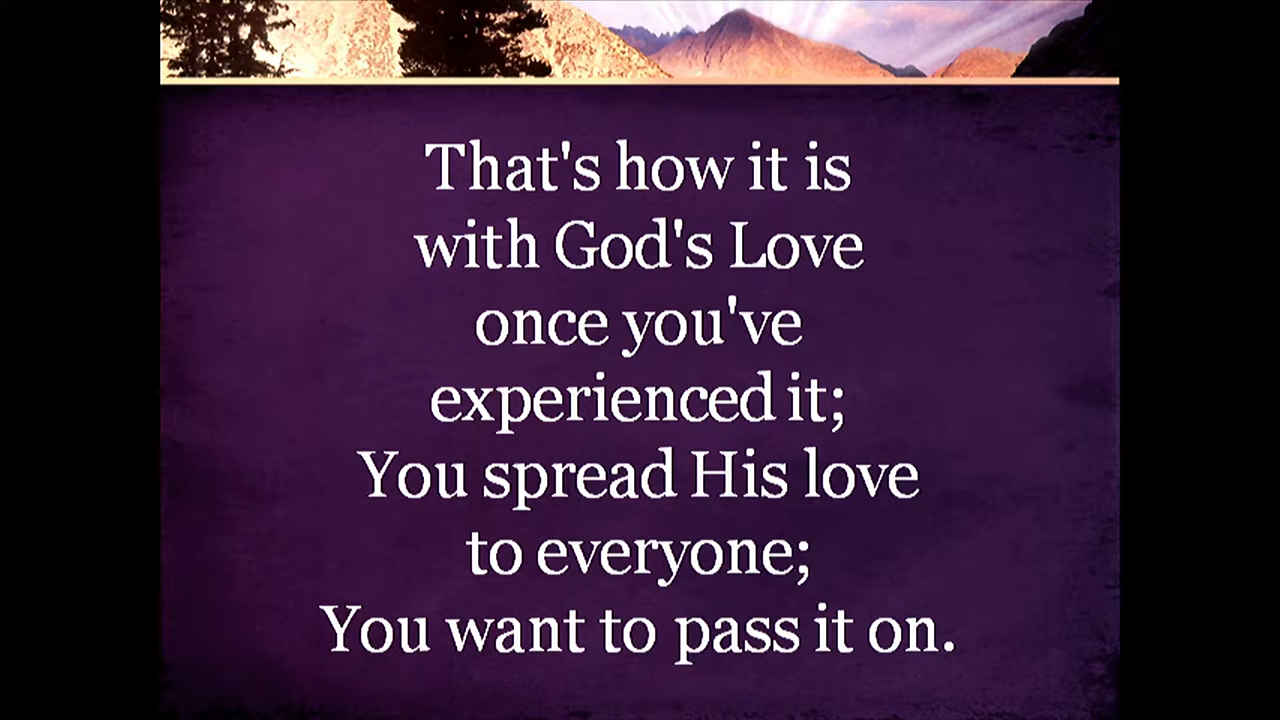 That's how it is
with God's Love
once you've
experienced it;
You spread His love
to everyone;
You want to pass it on.